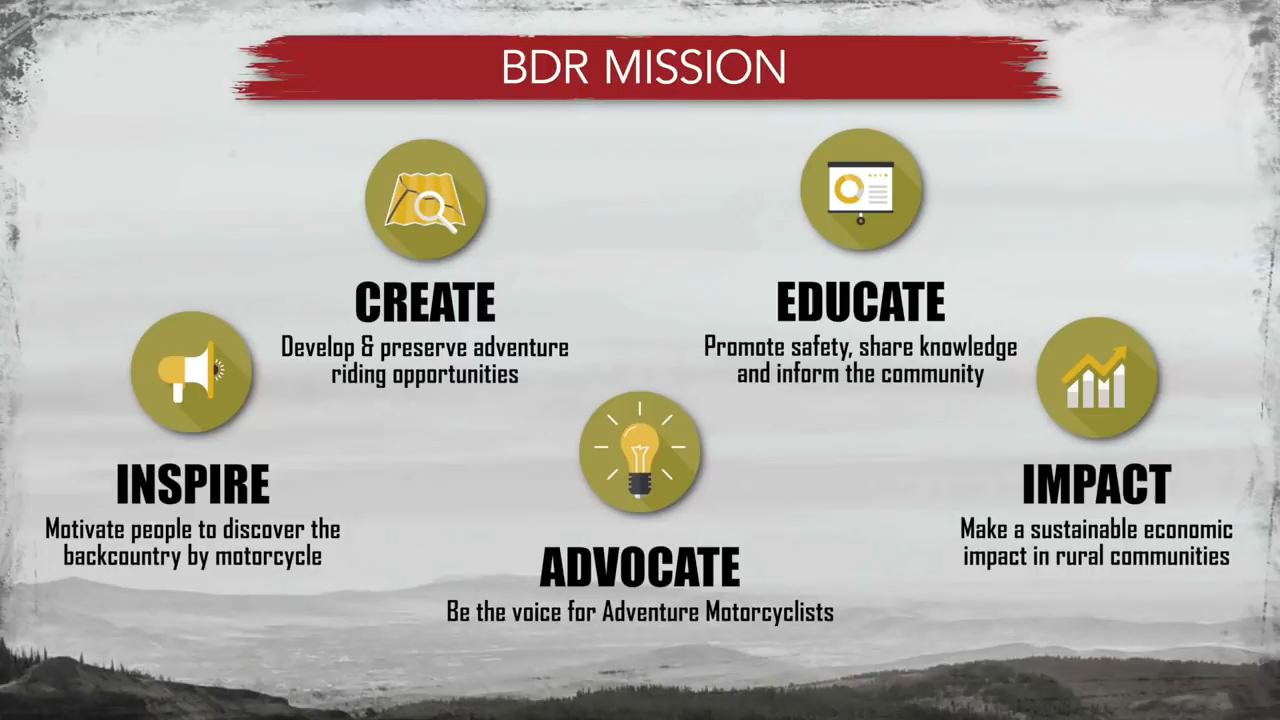 BDR MISSION
CREATE
Develop & preserve adventure
riding opportunities
EDUCATE
Promote safety, share knowledge
and inform the community
INSPIRE
Motivate people to discover the
backcountry by motorcycle
ADVOCATE
Be the voice for Adventure Motorcyclists
IMPACT
Make a sustainable economic
impact in rural communities